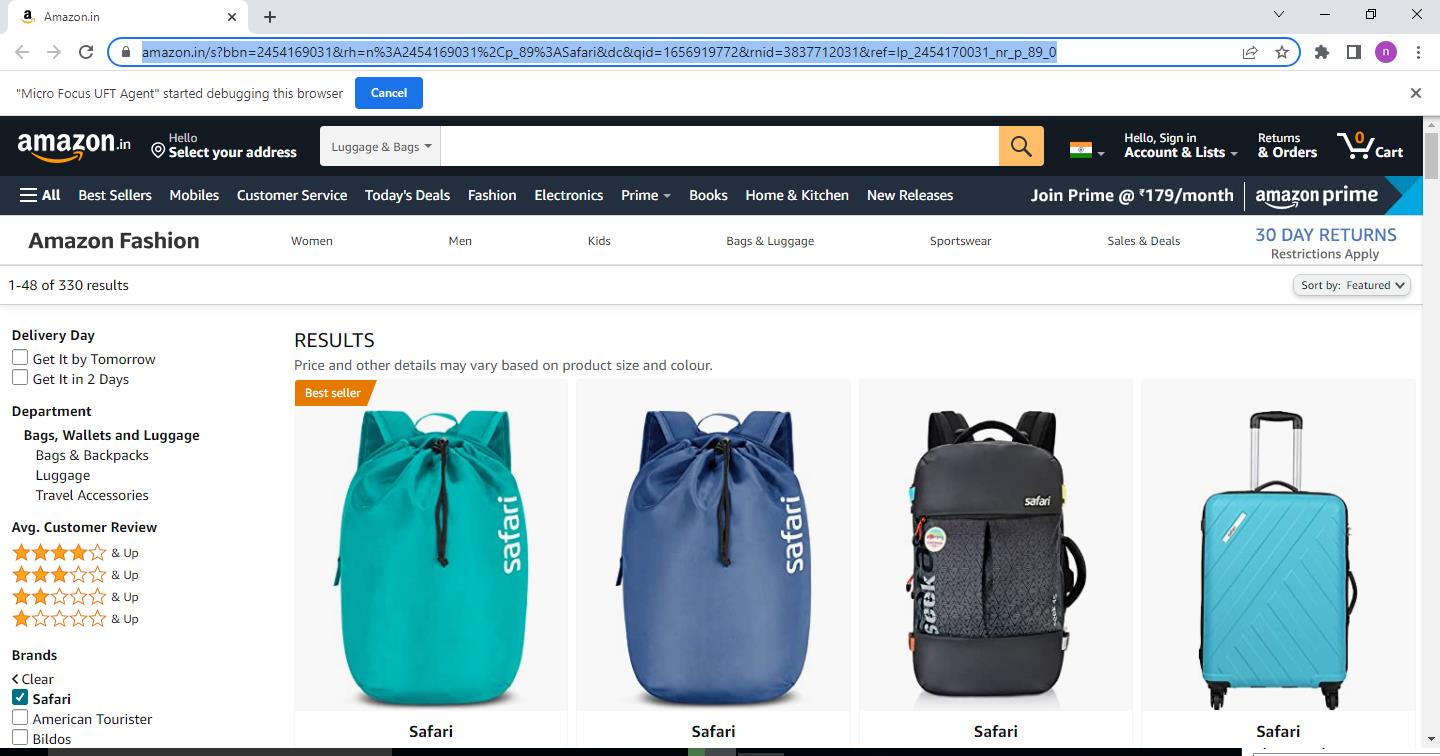 Amazon.in
amazon.in/s?bbn=2454169031&rh=n%3A2454169031%2Cp_89%3ASafari&dc&qid=1656919772&rnid=3837712031&ref=lp_2454170031_nr_p_89_0
n
"Micro Focus UFT Agent" started debugging this browser
Cancel
amazon.in
Hello
Select your address
Luggage & Bags
Hello, Sign in
Account & Lists
Returns
& Orders
0
Cart
All Best Sellers Mobiles Customer Service Today's Deals Fashion Electronics Prime Books Home & Kitchen New Releases
Join Prime @ ₹179/month
amazon prime
Amazon Fashion
Women Men Kids Bags & Luggage Sportswear Sales & Deals
30 DAY RETURNS
Restrictions Apply
1-48 of 330 results
Sort by: Featured
Delivery Day
Get It by Tomorrow
Get It in 2 Days
Department
Bags, Wallets and Luggage
Bags & Backpacks
Luggage
Travel Accessories
Avg. Customer Review
& Up
& Up
& Up
& Up
Brands
Clear
Safari
American Tourister
Bildos
RESULTS
Price and other details may vary based on product size and colour.
Best seller
safari
safari
safari
seek
Safari
Safari
Safari
Safari